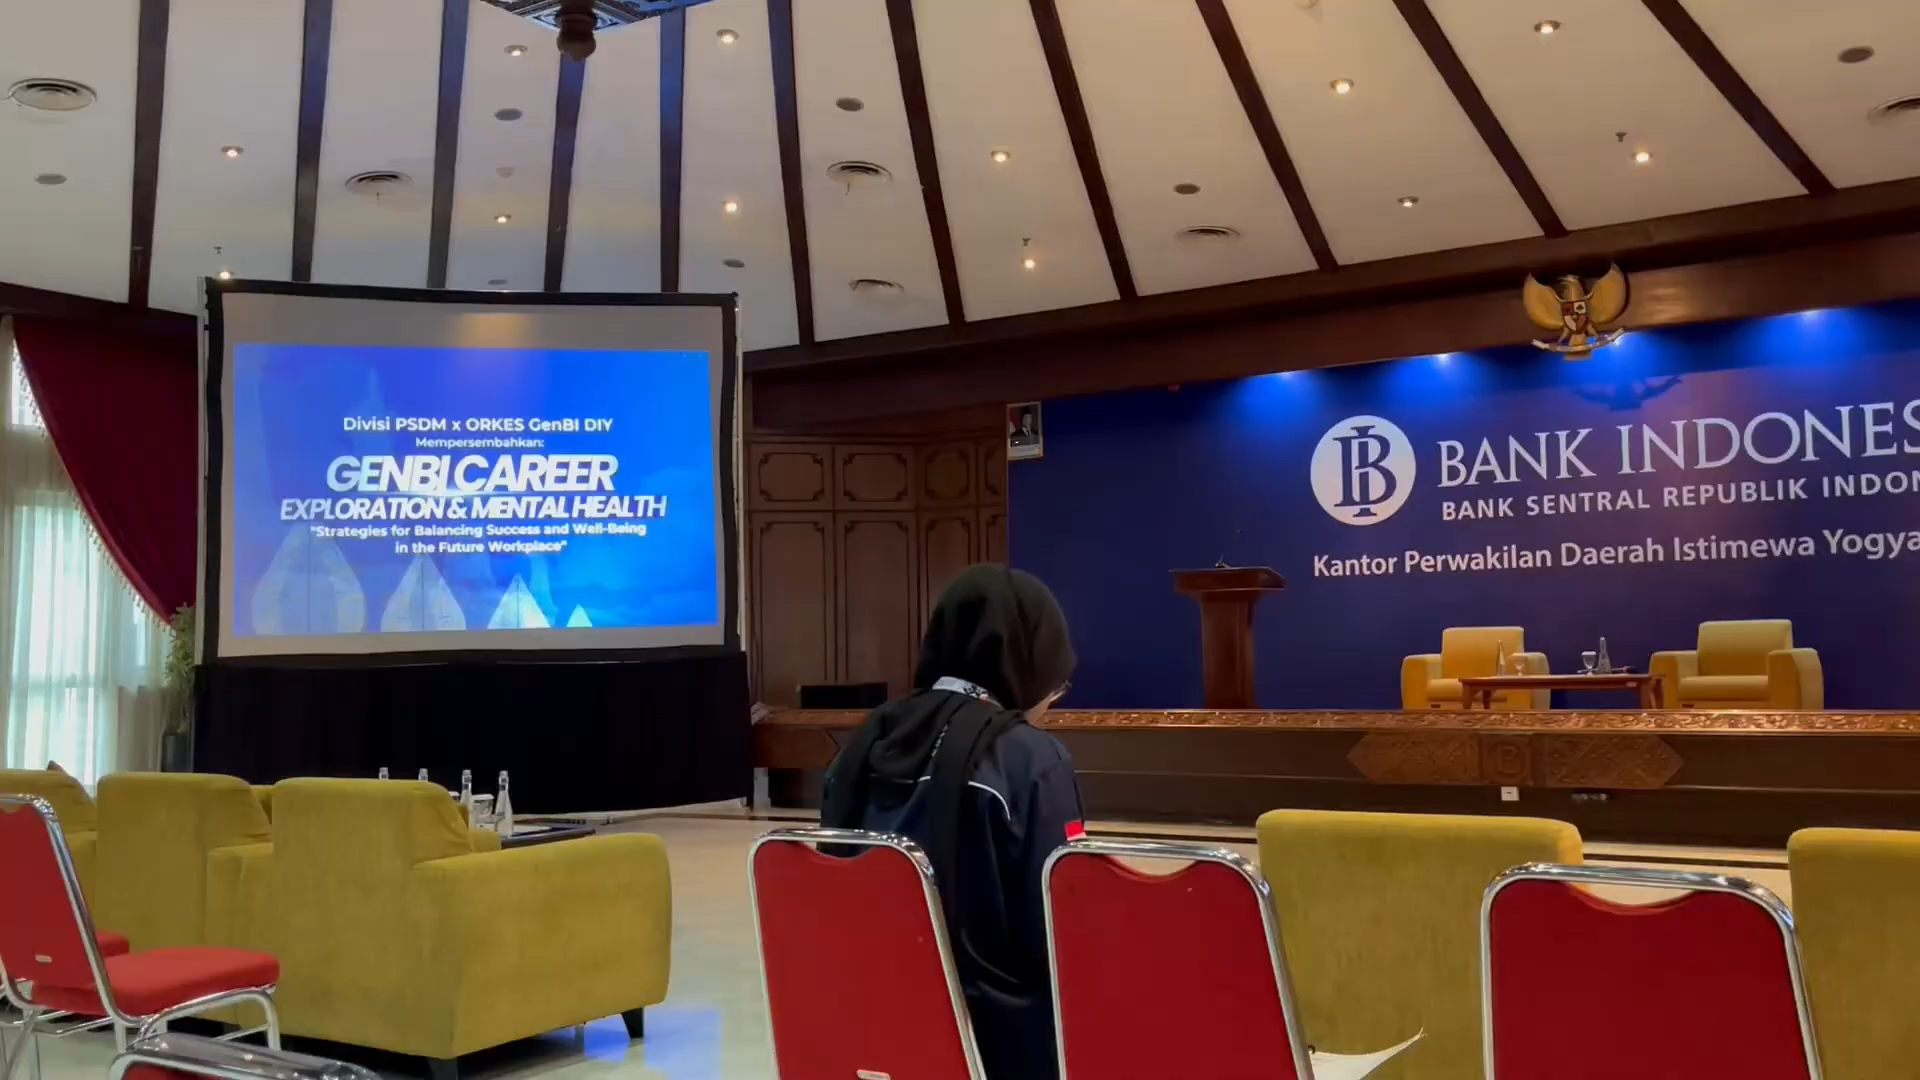 Divisi PSDM x ORKES GenBI DIY
Mempersembahkan:
GENBI CAREER
EXPLORATION & MENTAL HEALTH
"Strategies for Balancing Success and Well-Being
in the Future Workplace"
BANK INDONES
BANK SENTRAL REPUBLIK INDON
Kantor Perwakilan Daerah Istimewa Yogya